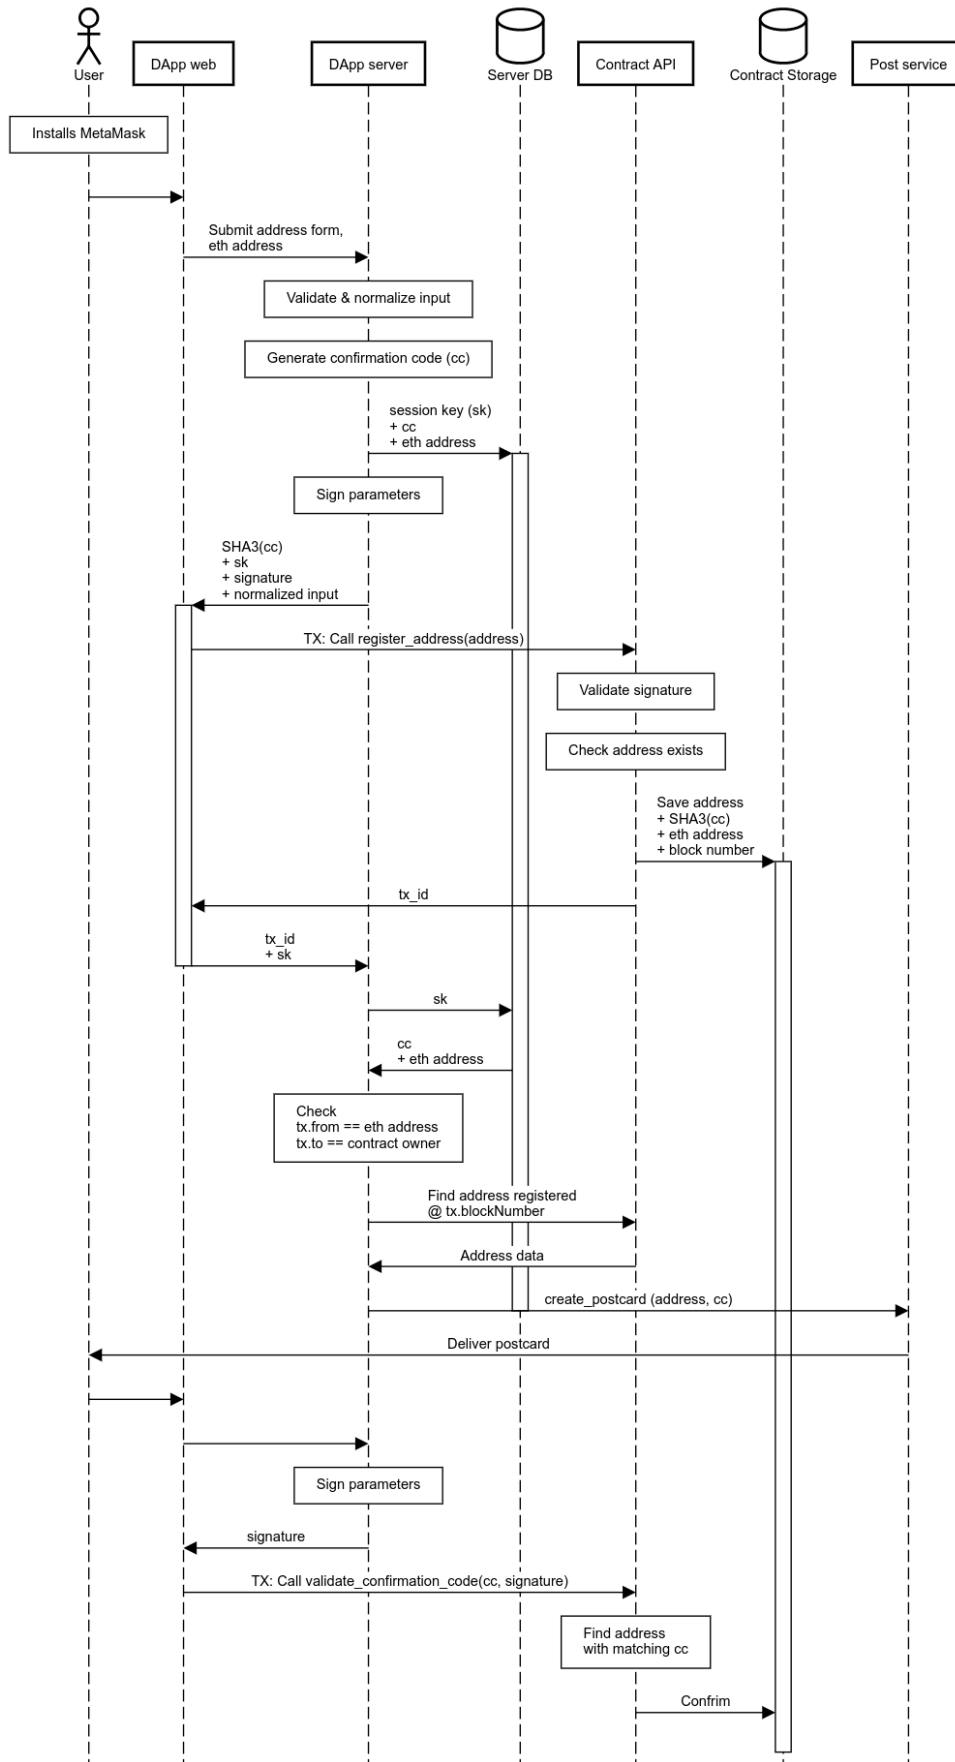 User
DApp web
DApp server
Server DB
Contract API
Contract Storage
Post service
Installs MetaMask
Submit address form,
eth address
Validate & normalize input
Generate confirmation code (cc)
session key (sk)
+ cc
+ eth address
Sign parameters
SHA3(cc)
+ sk
+ signature
+ normalized input
TX: Call register_address(address)
Validate signature
Check address exists
Save address
+ SHA3(cc)
+ eth address
+ block number
tx_id
tx_id
+ sk
sk
cc
+ eth address
Check
tx.from == eth address
tx.to == contract owner
Find address registered
@ tx.blockNumber
Address data
create_postcard (address, cc)
Deliver postcard
Sign parameters
signature
TX: Call validate_confirmation_code(cc, signature)
Find address
with matching cc
Confrim